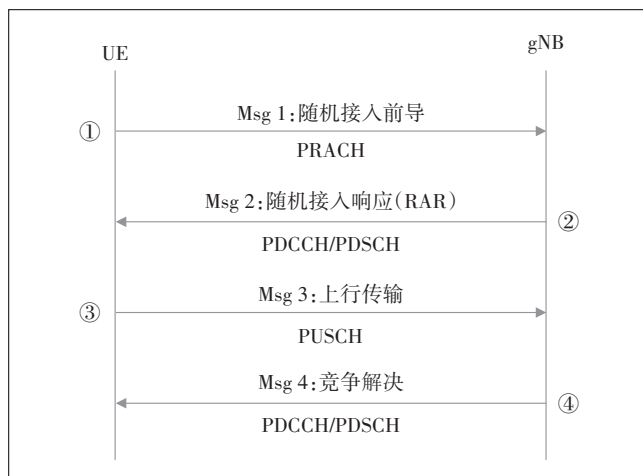 UE
gNB
Msg 1:随机接入前导
①
PRACH
Msg 2:随机接入响应(RAR)
②
PDCCH/PDSCH
Msg 3:上行传输
③
PUSCH
Msg 4:竞争解决
④
PDCCH/PDSCH